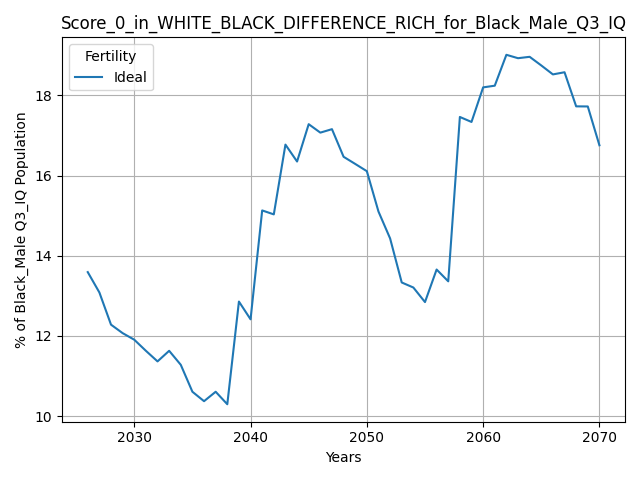 Score_0_in_WHITE_BLACK_DIFFERENCE_RICH_for_Black_Male_Q3_IQ
Fertility
Ideal
% of Black_Male Q3_IQ Population
18
16
14
12
10
2030
2040
2050
2060
2070
Years